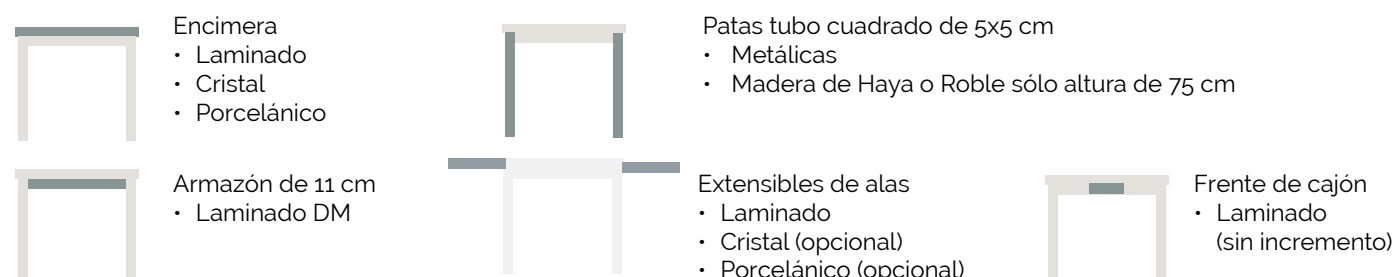 Encimera
• Laminado
• Cristal
• Porcelánico
Patas tubo cuadrado de 5x5 cm
• Metálicas
• Madera de Haya o Roble sólo altura de 75 cm
Armazón de 11 cm
• Laminado DM
Extensibles de alas
• Laminado
• Cristal (opcional)
• Porcelánico (opcional)
Frente de cajón
• Laminado
(sin incremento)